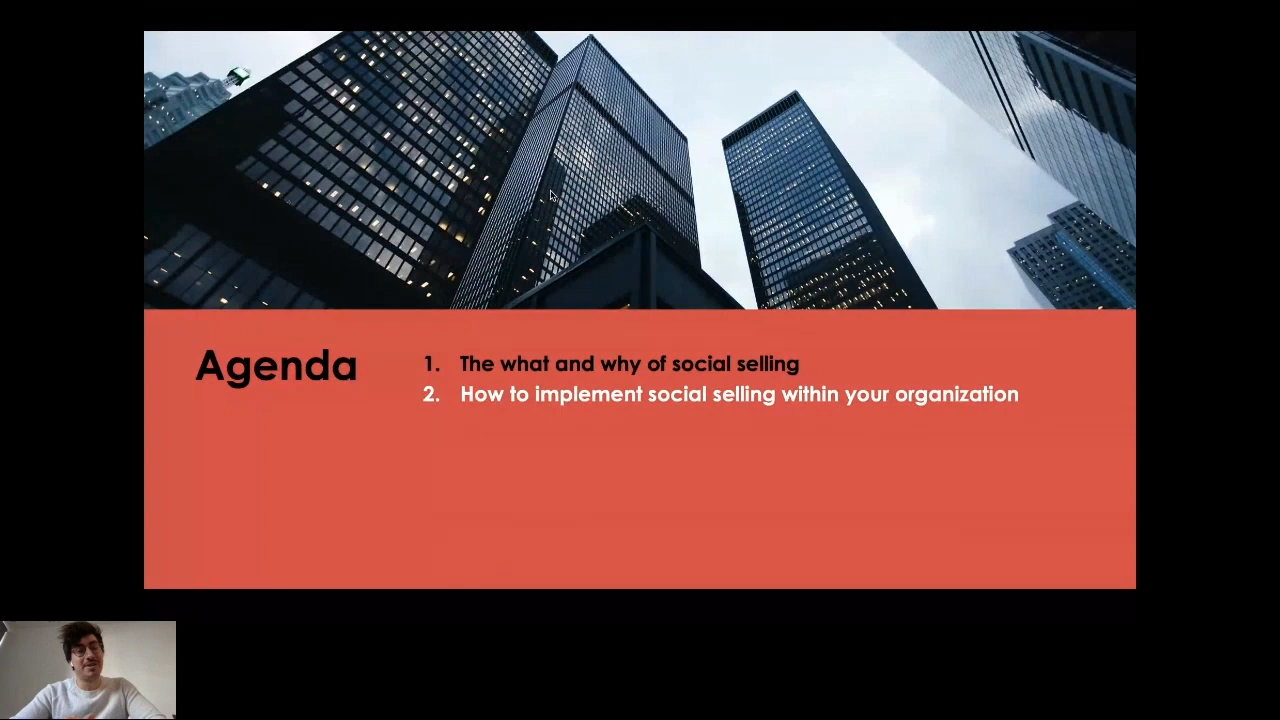 Agenda
1. The what and why of social selling
2. How to implement social selling within your organization